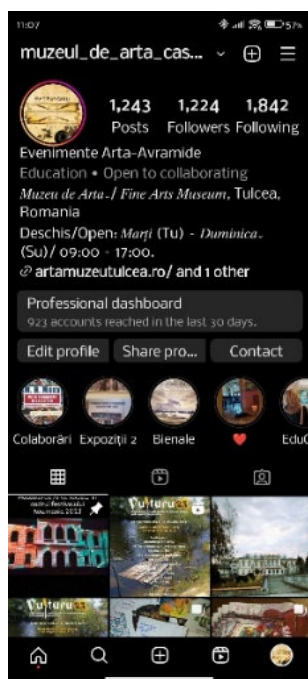 11:07
57%
muzeul_de_arta_cas...
1,243 1,224 1,842
Posts Followers Following
Evenimente Arta-Avramide
Education • Open to collaborating
Muzeu de Arta-/ Fine Arts Museum, Tulcea,
Romania
Deschis/Open: Marți (Tu) - Duminica-
(Su)/ 09:00 - 17:00.
artamuzeutulcea.ro/ and 1 other
Professional dashboard
923 accounts reached in the last 30 days.
Edit profile Share pro... Contact
Colaborări Expoziții 2 Bienale ❤️ EduC
Vulturu
Vulturu
Vulturu